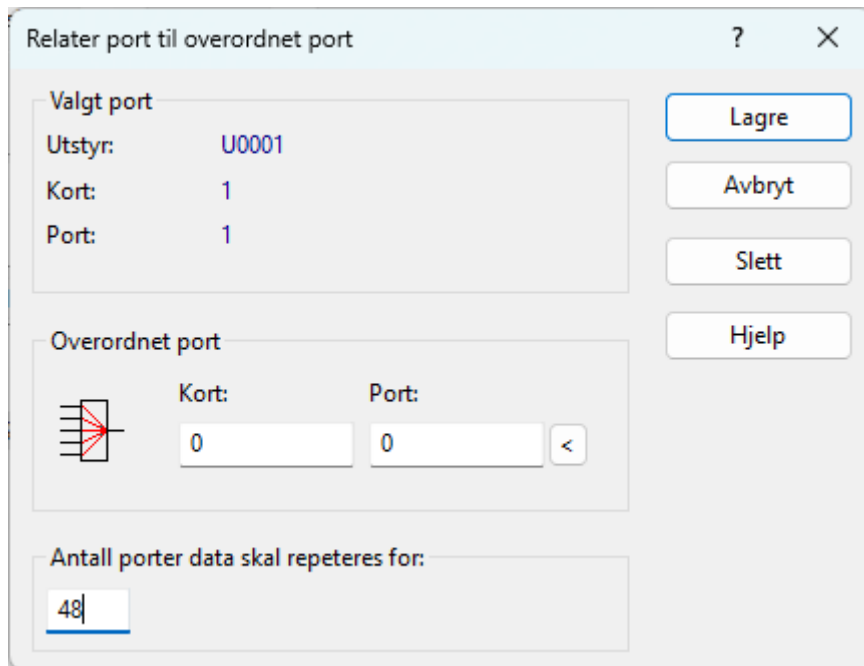 Relater port til overordnet port ? ×
Valgt port
Utstyr: U0001
Kort: 1
Port: 1
Lagre
Avbryt
Slett
Hjelp
Overordnet port
Kort: Port:
0 0 <
Antall porter data skal repeteres for:
48